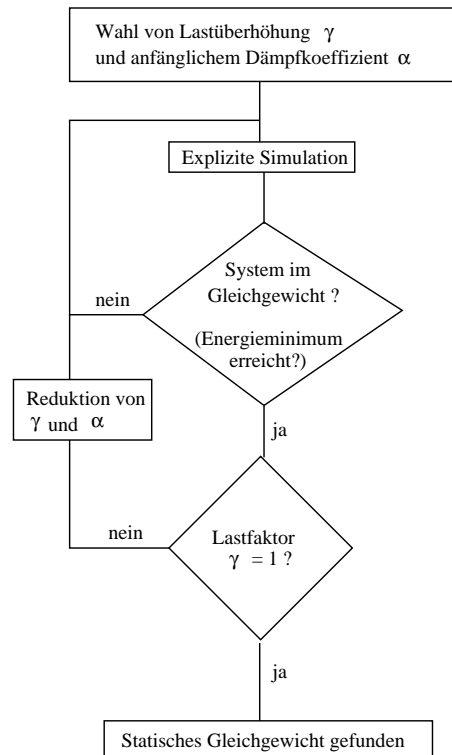 Wahl von Lastüberhöhung γ
und anfänglichem Dämpfkoeffizient α
Explizite Simulation
System im
Gleichgewicht ?
(Energieminimum
erreicht?)
nein
Reduktion von
γ und α
ja
nein
Lastfaktor
γ = 1 ?
ja
Statisches Gleichgewicht gefunden